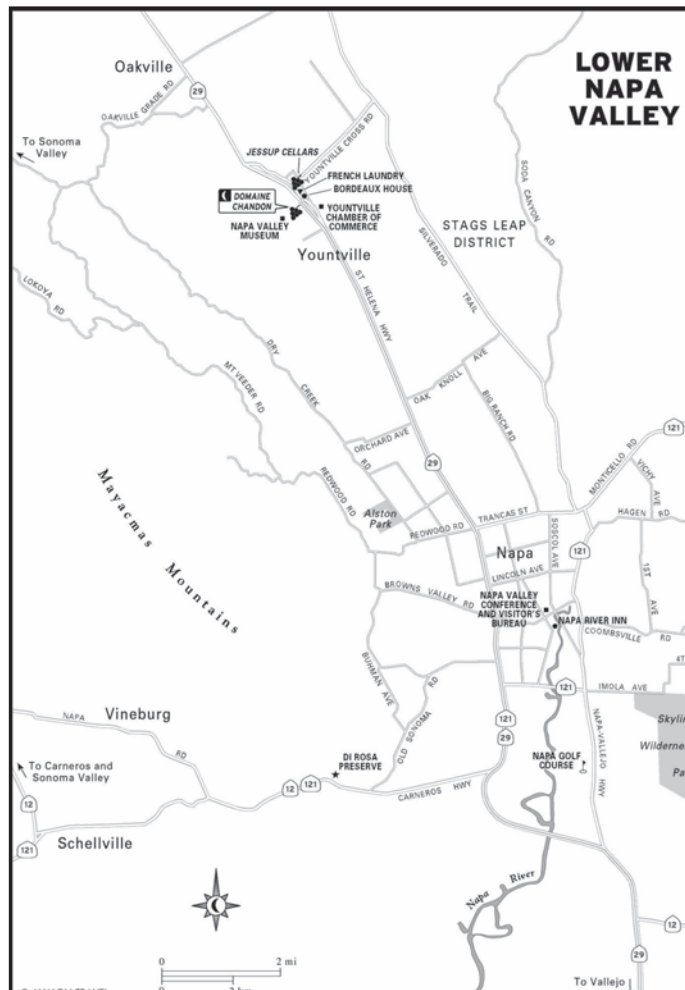 LOWER
NAPA
VALLEY
Oakville
29
OAKVILLE GRADE RD
To Sonoma
Valley
JESSUP CELLARS
YOUNTVILLE CROSS RD
FRENCH LAUNDRY
BORDEAUX HOUSE
DOMAINE
CHANDON
YOUNTVILLE
CHAMBER OF
COMMERCE
NAPA VALLEY
MUSEUM
Yountville
STAGS LEAP
DISTRICT
SODA CANYON RD
SILVERADO TRAIL
ST HELENA HWY
LOKOYA RD
MT VEEDER RD
DRY CREEK RD
OAK KNOLL AVE
BIG RANCH RD
ORCHARD AVE
29
121
MONTICELLO RD
VICHY AVE
HAGEN RD
REDWOOD RD
Alston
Park
REDWOOD RD
TRANCAS ST
SOSCOL AVE
121
1ST AVE
Napa
LINCOLN AVE
Mayacmas Mountains
BROWNS VALLEY RD
NAPA VALLEY
CONFERENCE
AND VISITOR'S
BUREAU
NAPA RIVER INN
COOMBSVILLE RD
4T
BUHMAN AVE
OLD SONOMA RD
121
IMOLA AVE
Vineburg
NAPA RD
121
29
NAPA-VALLEJO HWY
Skylin
Wilderne
Pa
To Carneros and
Sonoma Valley
DI ROSA
PRESERVE
NAPA GOLF
COURSE
12
12
121
CARNEROS HWY
121
Schellville
Napa River
12
29
2 mi
To Vallejo